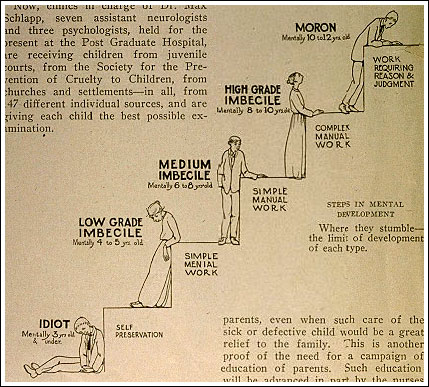 Now, clinics in charge of Dr. Max
Schlapp, seven assistant neurologists
and three psychologists, held for the
present at the Post Graduate Hospital,
are receiving children from juvenile
courts, from the Society for the Pre-
vention of Cruelty to Children, from
churches and settlements—in all, from
47 different individual sources, and are
giving each child the best possible ex-
amination.
MORON
Mentally 10 to 12 yrs old
WORK
REQUIRING
REASON &
JUDGMENT
HIGH GRADE
IMBECILE
Mentally 8 to 10 yrs old
COMPLEX
MANUAL
WORK
MEDIUM
IMBECILE
Mentally 6 to 8 yrs old
SIMPLE
MANUAL
WORK
LOW GRADE
IMBECILE
Mentally 4 to 5 yrs old
SIMPLE
MENIAL
WORK
IDIOT
Mentally 3 yrs old
& under.
SELF
PRESERVATION
STEPS IN MENTAL
DEVELOPMENT
Where they stumble—
the limit of development
of each type.
parents, even when such care of the
sick or defective child would be a great
relief to the family. This is another
proof of the need for a campaign of
education of parents. Such education
will be advanced in part by the nurses